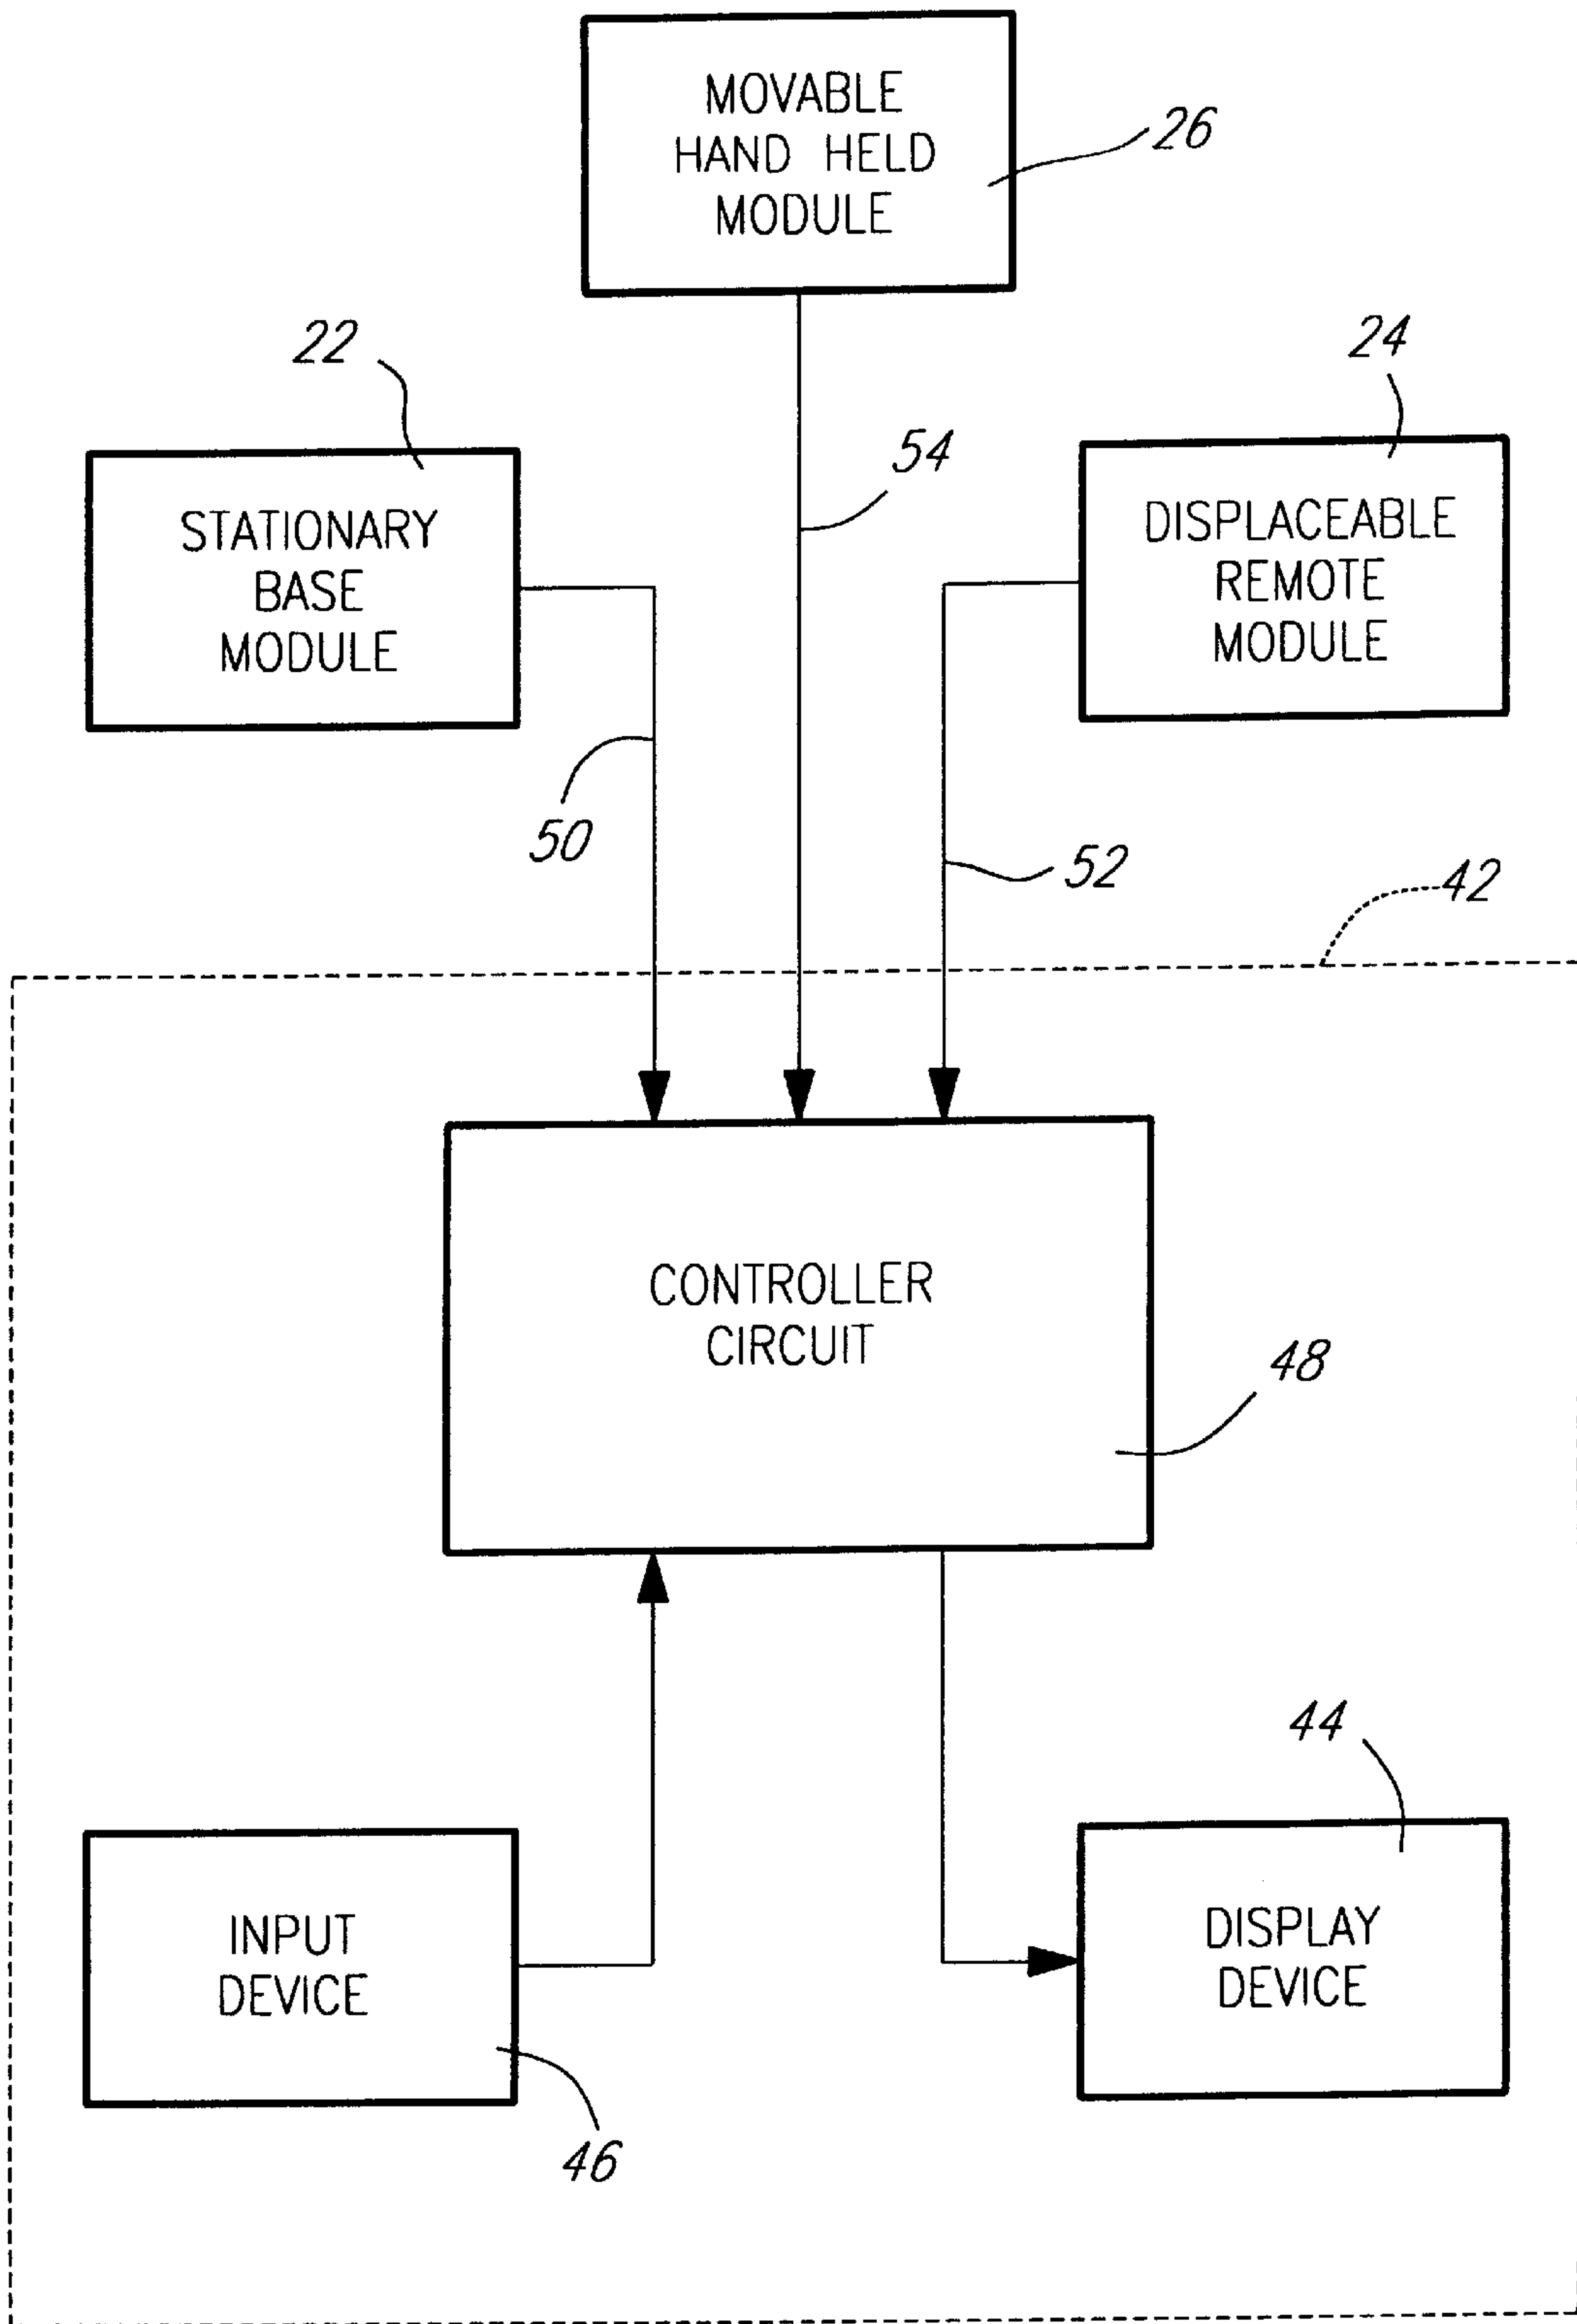 MOVABLE
HAND HELD
MODULE
26
22
24
54
STATIONARY
BASE
MODULE
DISPLACEABLE
REMOTE
MODULE
50
52
42
CONTROLLER
CIRCUIT
48
44
INPUT
DEVICE
DISPLAY
DEVICE
46